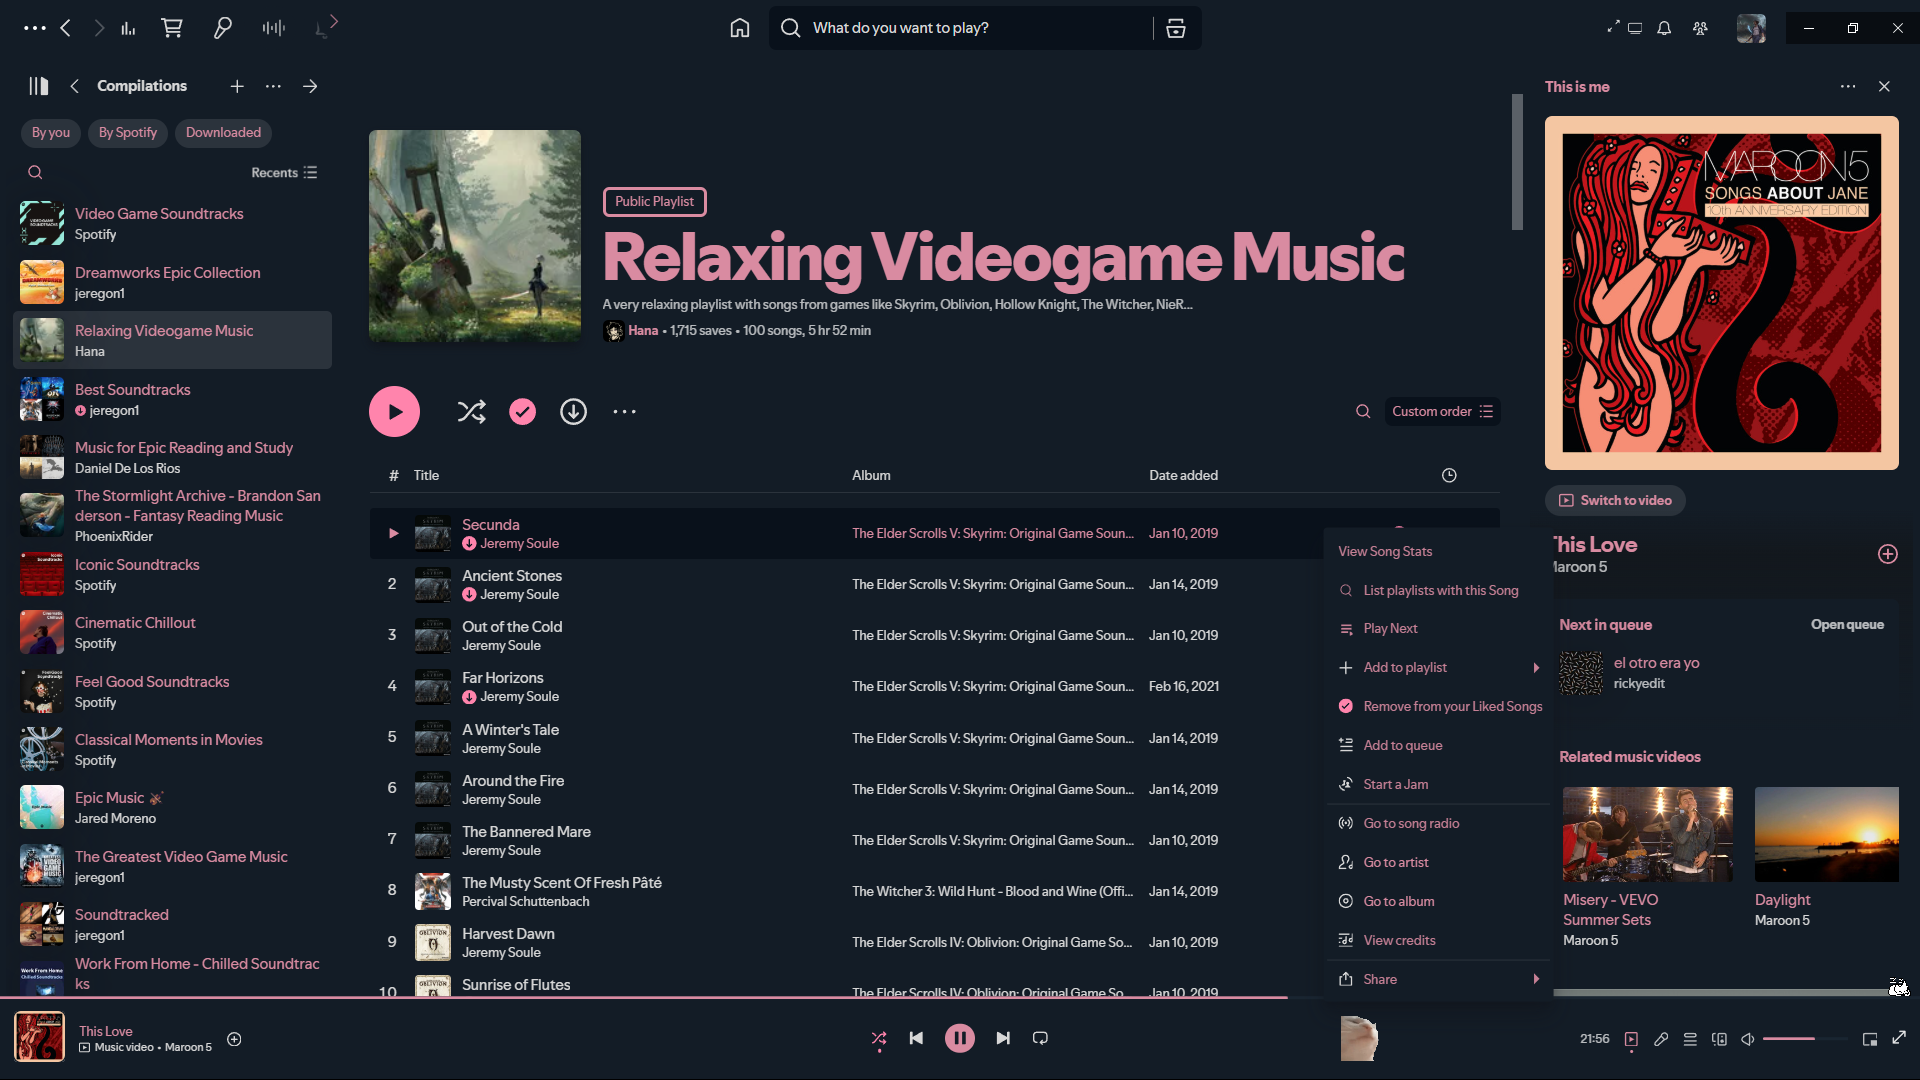 What do you want to play?
Compilations
By you
By Spotify
Downloaded
Recents
Video Game Soundtracks
Spotify
Dreamworks Epic Collection
jeregon1
Relaxing Videogame Music
Hana
Best Soundtracks
jeregon1
Music for Epic Reading and Study
Daniel De Los Rios
The Stormlight Archive - Brandon San
derson - Fantasy Reading Music
PhoenixRider
Iconic Soundtracks
Spotify
Cinematic Chillout
Spotify
Feel Good Soundtracks
Spotify
Classical Moments in Movies
Spotify
Epic Music
Jared Moreno
The Greatest Video Game Music
jeregon1
Soundtracked
jeregon1
Work From Home - Chilled Soundtrac
ks
Public Playlist
Relaxing Videogame Music
A very relaxing playlist with songs from games like Skyrim, Oblivion, Hollow Knight, The Witcher, NieR...
Hana • 1,715 saves • 100 songs, 5 hr 52 min
Custom order
# Title Album Date added
Secunda
Jeremy Soule
The Elder Scrolls V: Skyrim: Original Game Soun... Jan 10, 2019
2 Ancient Stones
Jeremy Soule
The Elder Scrolls V: Skyrim: Original Game Soun... Jan 14, 2019
3 Out of the Cold
Jeremy Soule
The Elder Scrolls V: Skyrim: Original Game Soun... Jan 10, 2019
4 Far Horizons
Jeremy Soule
The Elder Scrolls V: Skyrim: Original Game Soun... Feb 16, 2021
5 A Winter's Tale
Jeremy Soule
The Elder Scrolls V: Skyrim: Original Game Soun... Jan 14, 2019
6 Around the Fire
Jeremy Soule
The Elder Scrolls V: Skyrim: Original Game Soun... Jan 14, 2019
7 The Bannered Mare
Jeremy Soule
The Elder Scrolls V: Skyrim: Original Game Soun... Jan 10, 2019
8 The Musty Scent Of Fresh Pâté
Percival Schuttenbach
The Witcher 3: Wild Hunt - Blood and Wine (Offi... Jan 14, 2019
9 Harvest Dawn
Jeremy Soule
The Elder Scrolls IV: Oblivion: Original Game So... Jan 10, 2019
10 Sunrise of Flutes
The Elder Scrolls IV: Oblivion: Original Game So... Jan 10, 2019
View Song Stats
List playlists with this Song
Play Next
Add to playlist
Remove from your Liked Songs
Add to queue
Start a Jam
Go to song radio
Go to artist
Go to album
View credits
Share
This is me
MAROON5
SONGS ABOUT JANE
10th ANNIVERSARY EDITION
Switch to video
This Love
Maroon 5
Next in queue
Open queue
el otro era yo
rickyedit
Related music videos
Misery - VEVO
Summer Sets
Maroon 5
Daylight
Maroon 5
This Love
Music video • Maroon 5
21:56